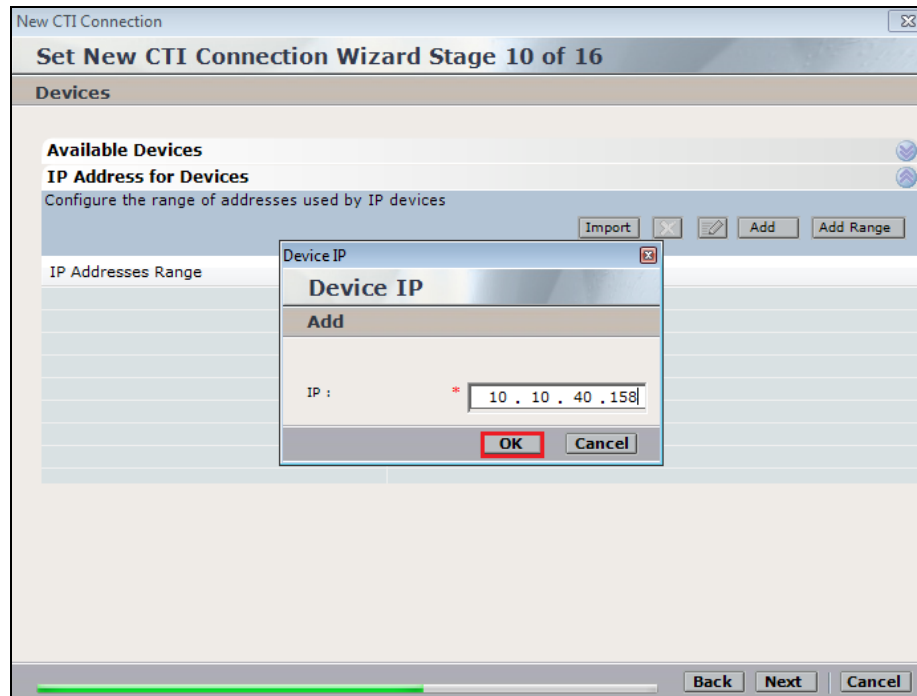 New CTI Connection
Set New CTI Connection Wizard Stage 10 of 16
Devices
Available Devices
IP Address for Devices
Configure the range of addresses used by IP devices
Import Add Add Range
IP Addresses Range
Device IP
Device IP
Add
IP : * 10 . 10 . 40 .158
OK Cancel
Back Next Cancel